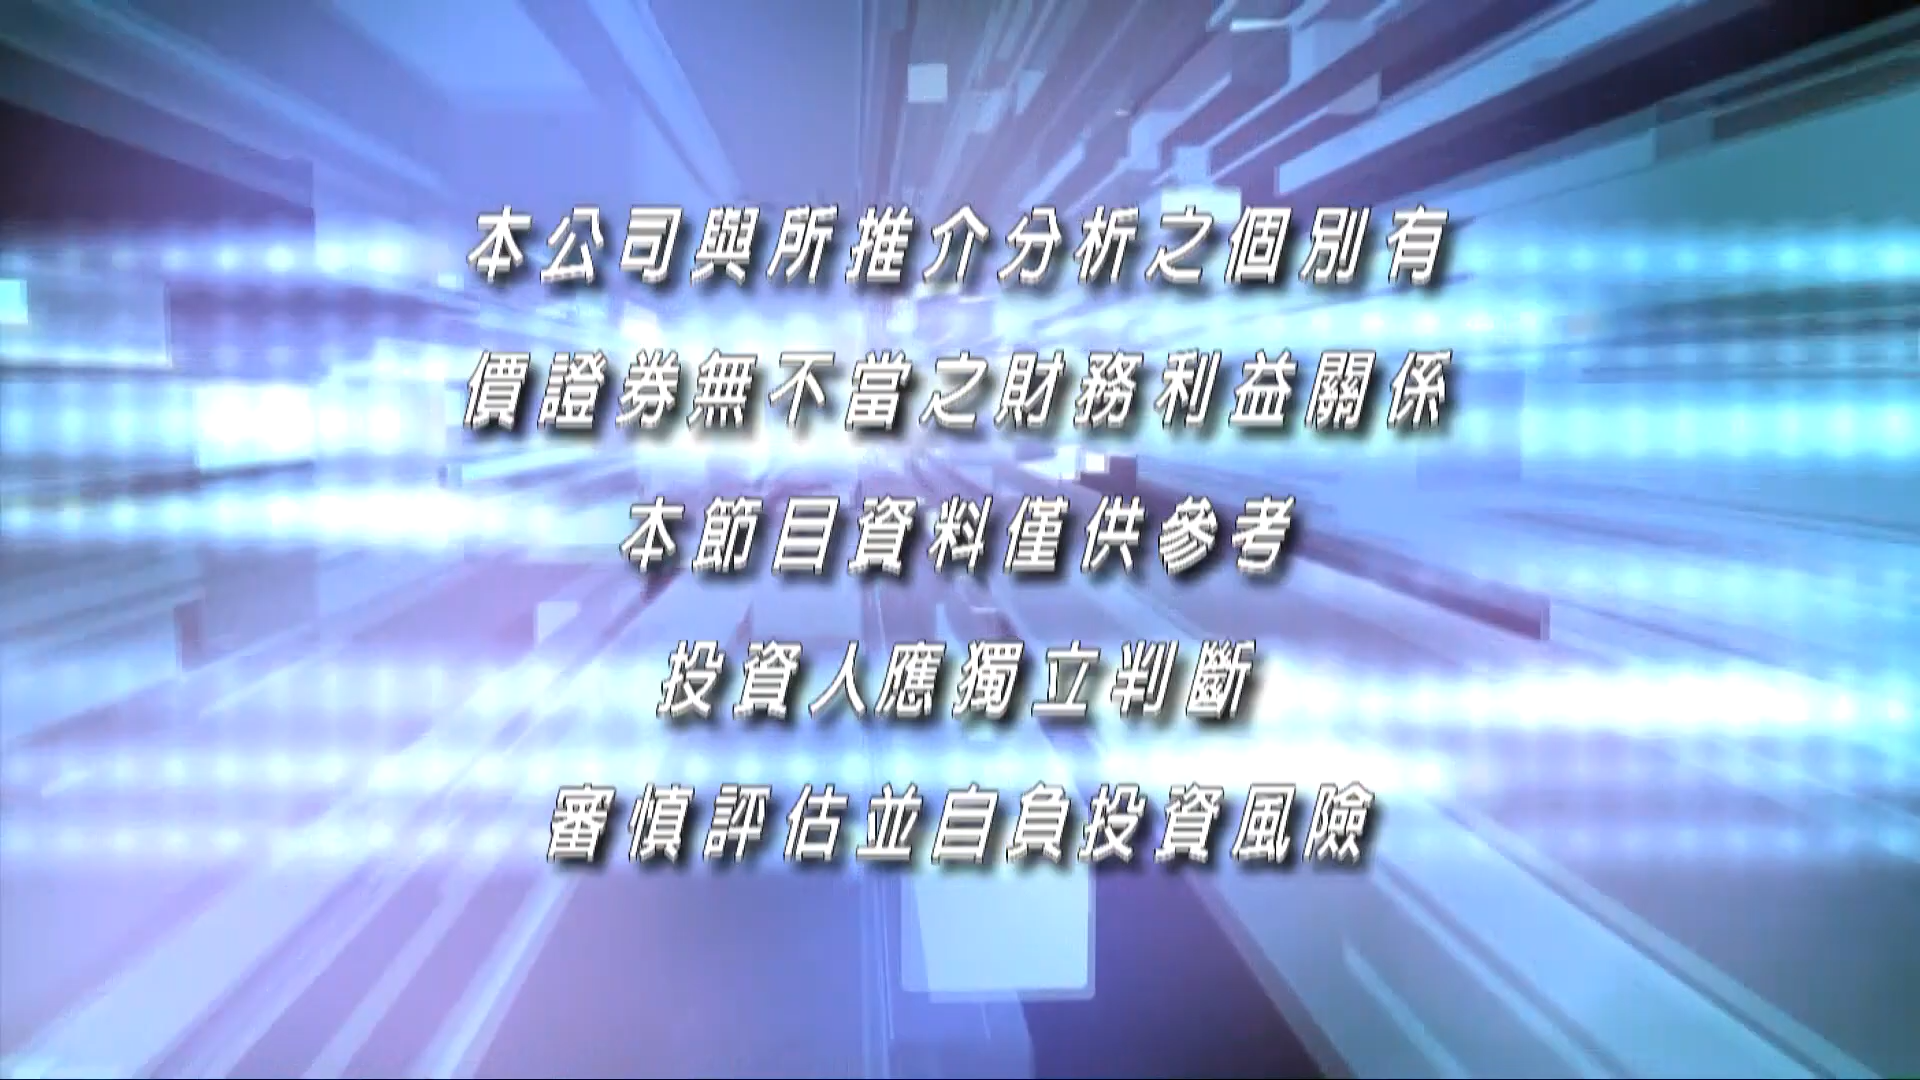 本公司與所推介分析之個別有
價證券無不當之財務利益關係
本節目資料僅供參考
投資人應獨立判斷
審慎評估並自負投資風險